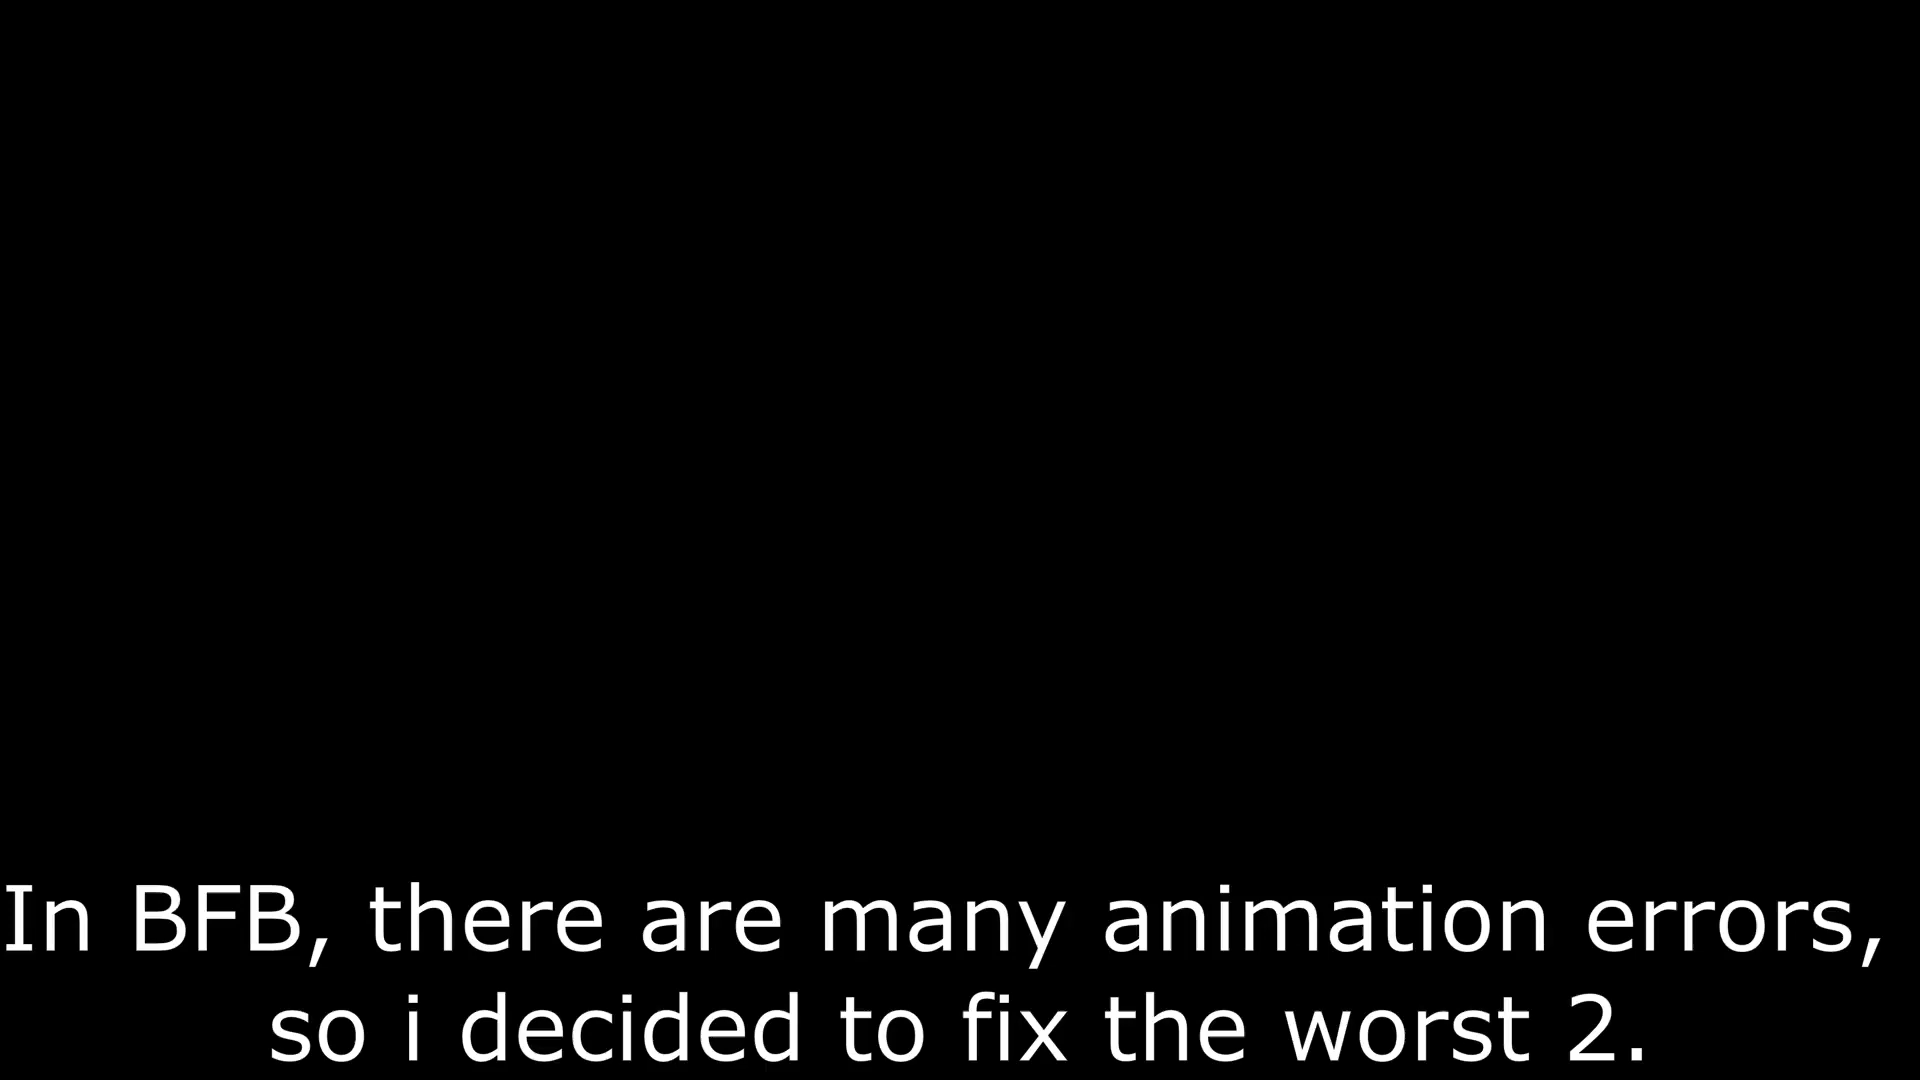 In BFB, there are many animation errors,
so i decided to fix the worst 2.